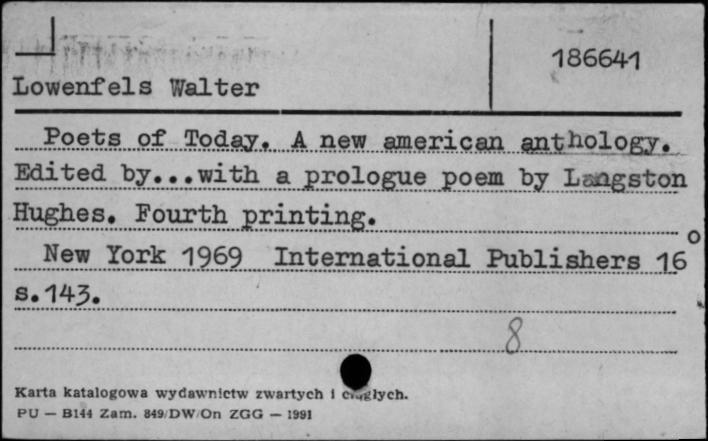 186641
Lowenfels Walter
Poets of Today. A new american anthology.
Edited by...with a prologue poem by Langston
Hughes. Fourth printing.
New York 1969 International Publishers 16°
s.143.
8
Karta katalogowa wydawnictw zwartych i ciągłych.
PU — B144 Zam. 849/DW/On ZGG — 1991